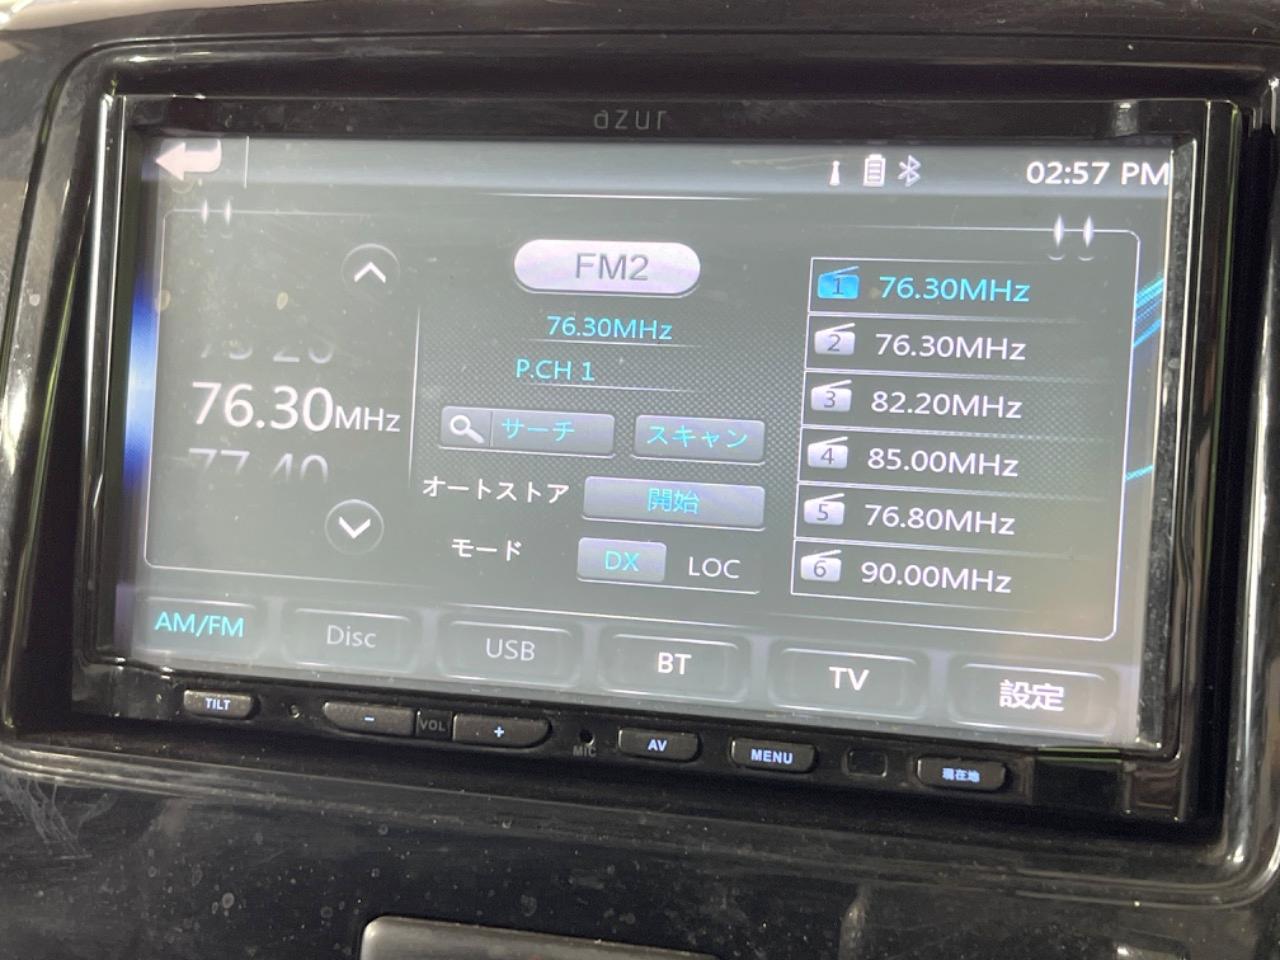 azur
02:57 PM
FM2
76.30MHz
P.CH 1
76.30MHz
77.40
サーチ
スキャン
オートストア
開始
モード
DX
LOC
1 76.30MHz
2 76.30MHz
3 82.20MHz
4 85.00MHz
5 76.80MHz
6 90.00MHz
AM/FM
Disc
USB
BT
TV
設定
TILT
-
VOL
+
MIC
AV
MENU
現在地